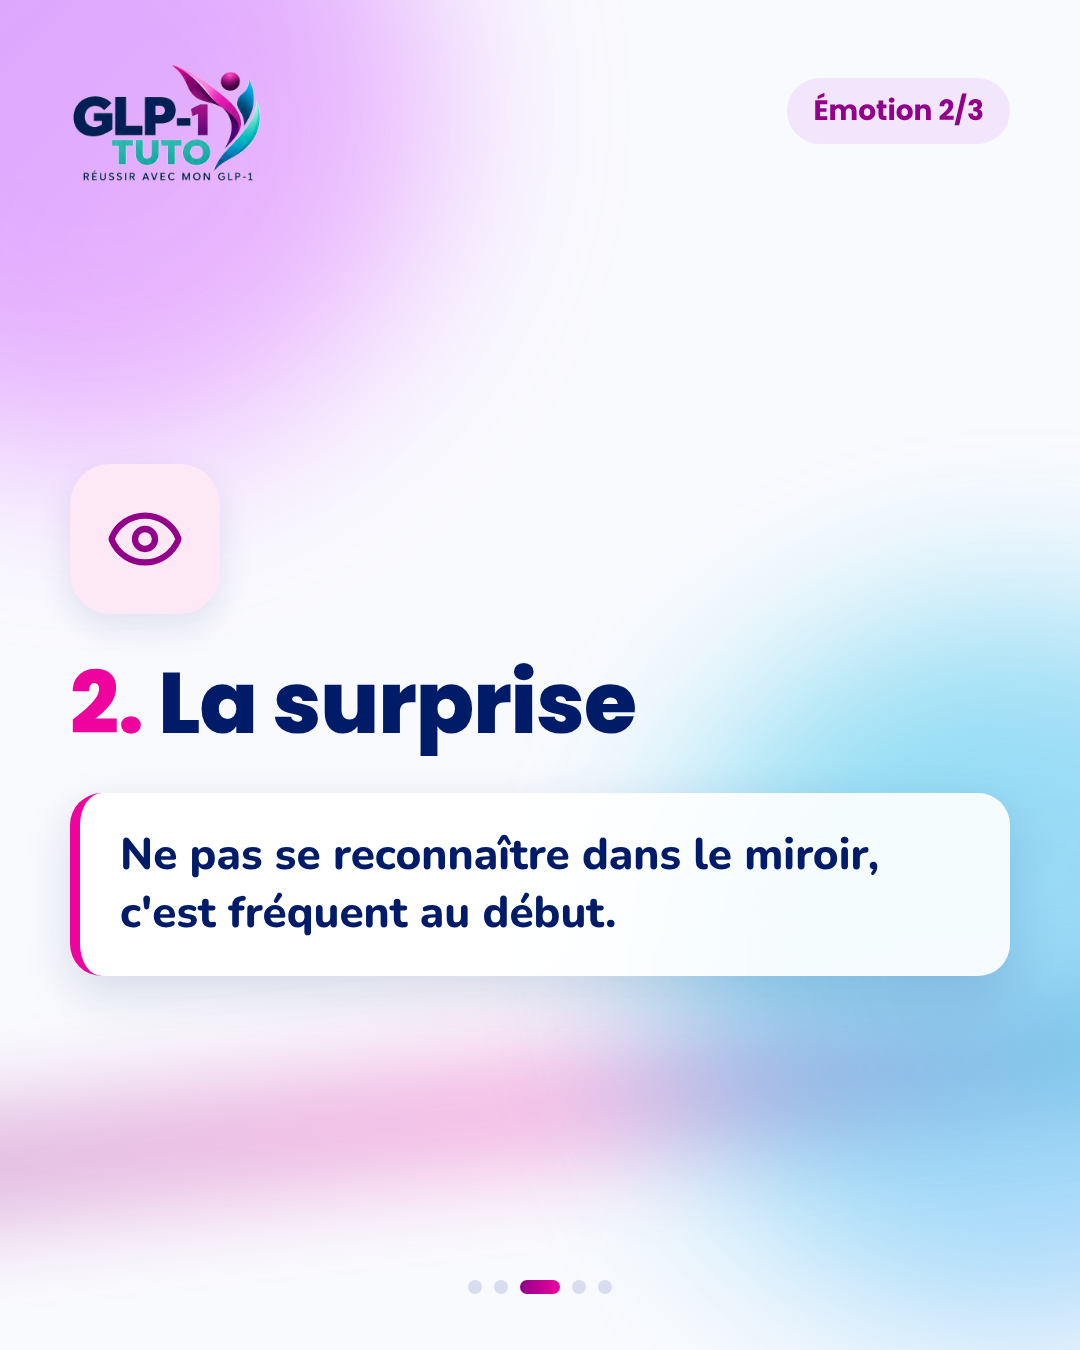 GLP-1
TUTO
RÉUSSIR AVEC MON GLP-1
Émotion 2/3
2. La surprise
Ne pas se reconnaître dans le miroir,
c'est fréquent au début.